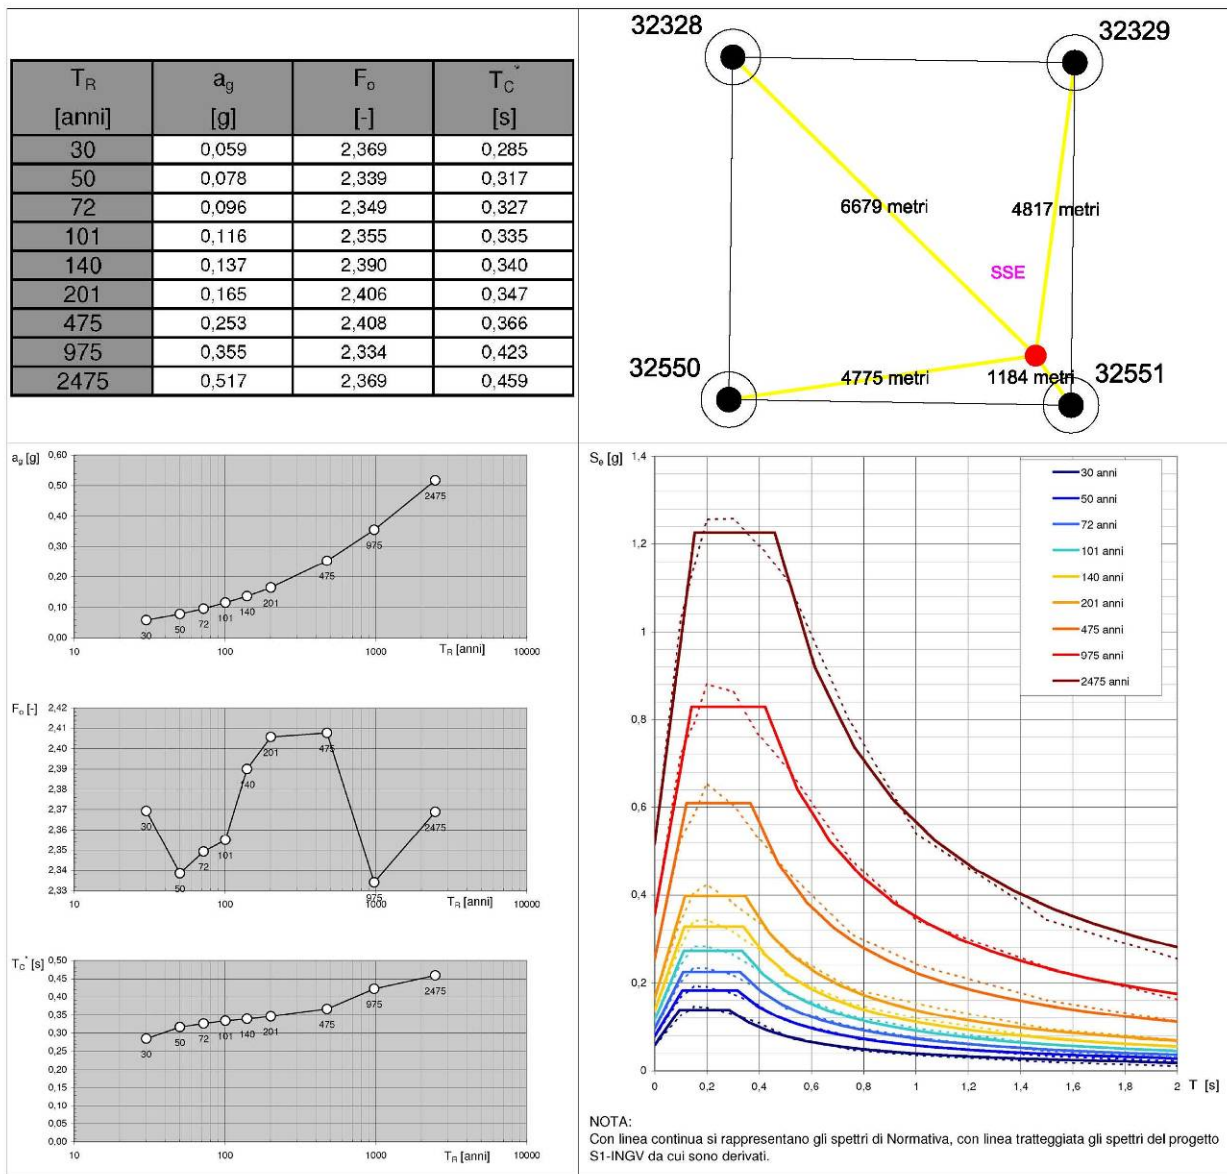 T_R a_g F_o T_C*
[anni] [g] [-] [s]
30 0,059 2,369 0,285
50 0,078 2,339 0,317
72 0,096 2,349 0,327
101 0,116 2,355 0,335
140 0,137 2,390 0,340
201 0,165 2,406 0,347
475 0,253 2,408 0,366
975 0,355 2,334 0,423
2475 0,517 2,369 0,459
32328
32329
6679 metri
4817 metri
SSE
32550
4775 metri
1184 metri
32551
a_g [g]
0,60
0,50
0,40
0,30
0,20
0,10
0,00
30
50
72
101
140
201
475
975
2475
10
100
1000
T_R [anni]
10000
F_o [-]
2,42
2,41
2,40
2,39
2,38
2,37
2,36
2,35
2,34
2,33
30
50
72
101
140
201
475
975
2475
10
100
1000
T_R [anni]
10000
T_C* [s]
0,50
0,45
0,40
0,35
0,30
0,25
0,20
0,15
0,10
0,05
0,00
30
50
72
101
140
201
475
975
2475
10
100
1000
T_R [anni]
10000
S_e [g]
1,4
1,2
1
0,8
0,6
0,4
0,2
0
30 anni
50 anni
72 anni
101 anni
140 anni
201 anni
475 anni
975 anni
2475 anni
0
0,2
0,4
0,6
0,8
1
1,2
1,4
1,6
1,8
2
T [s]
NOTA:
Con linea continua si rappresentano gli spettri di Normativa, con linea tratteggiata gli spettri del progetto
S1-INGV da cui sono derivati.